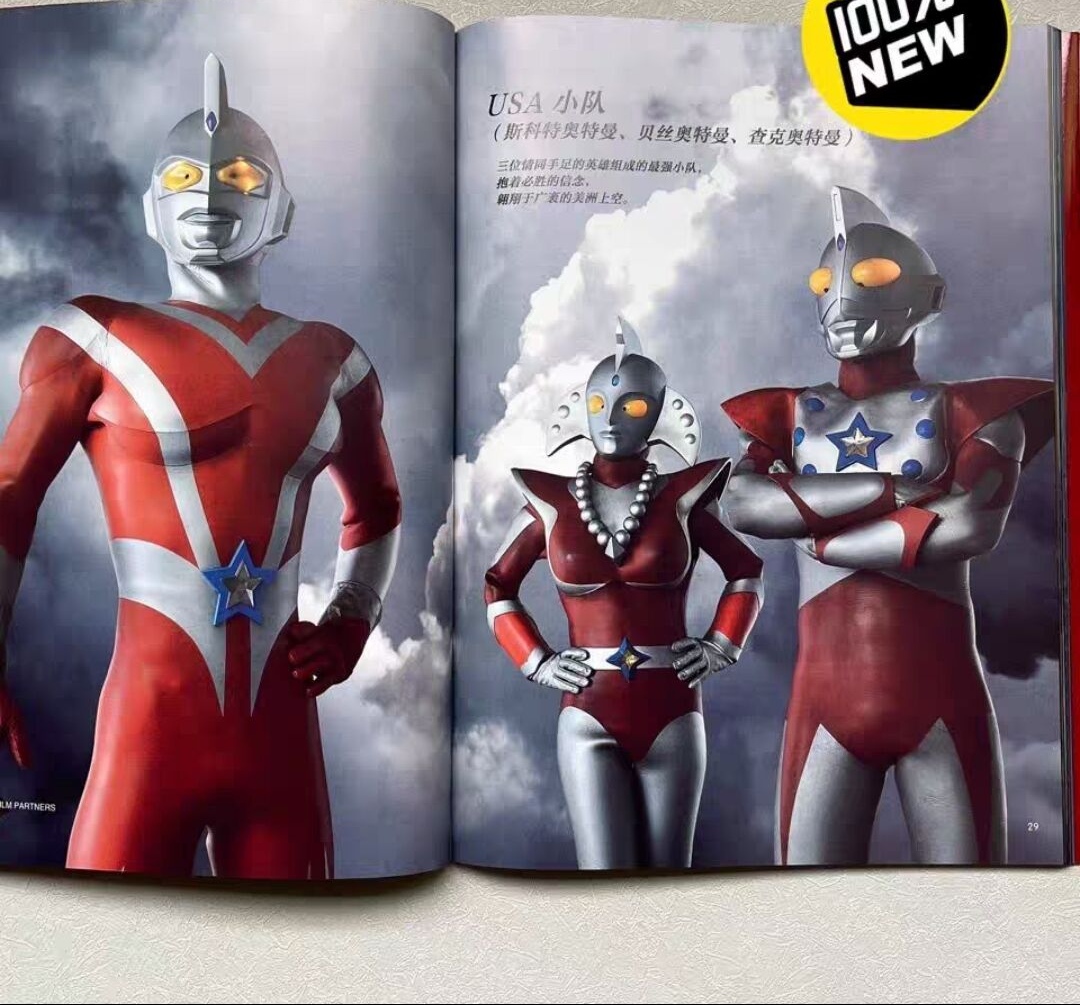 100%
NEW
USA 小队
(斯科特奥特曼、贝丝奥特曼、查克奥特曼)
三位情同手足的英雄组成的最强小队,
抱着必胜的信念,
翱翔于广袤的美洲上空。
FILM PARTNERS
29